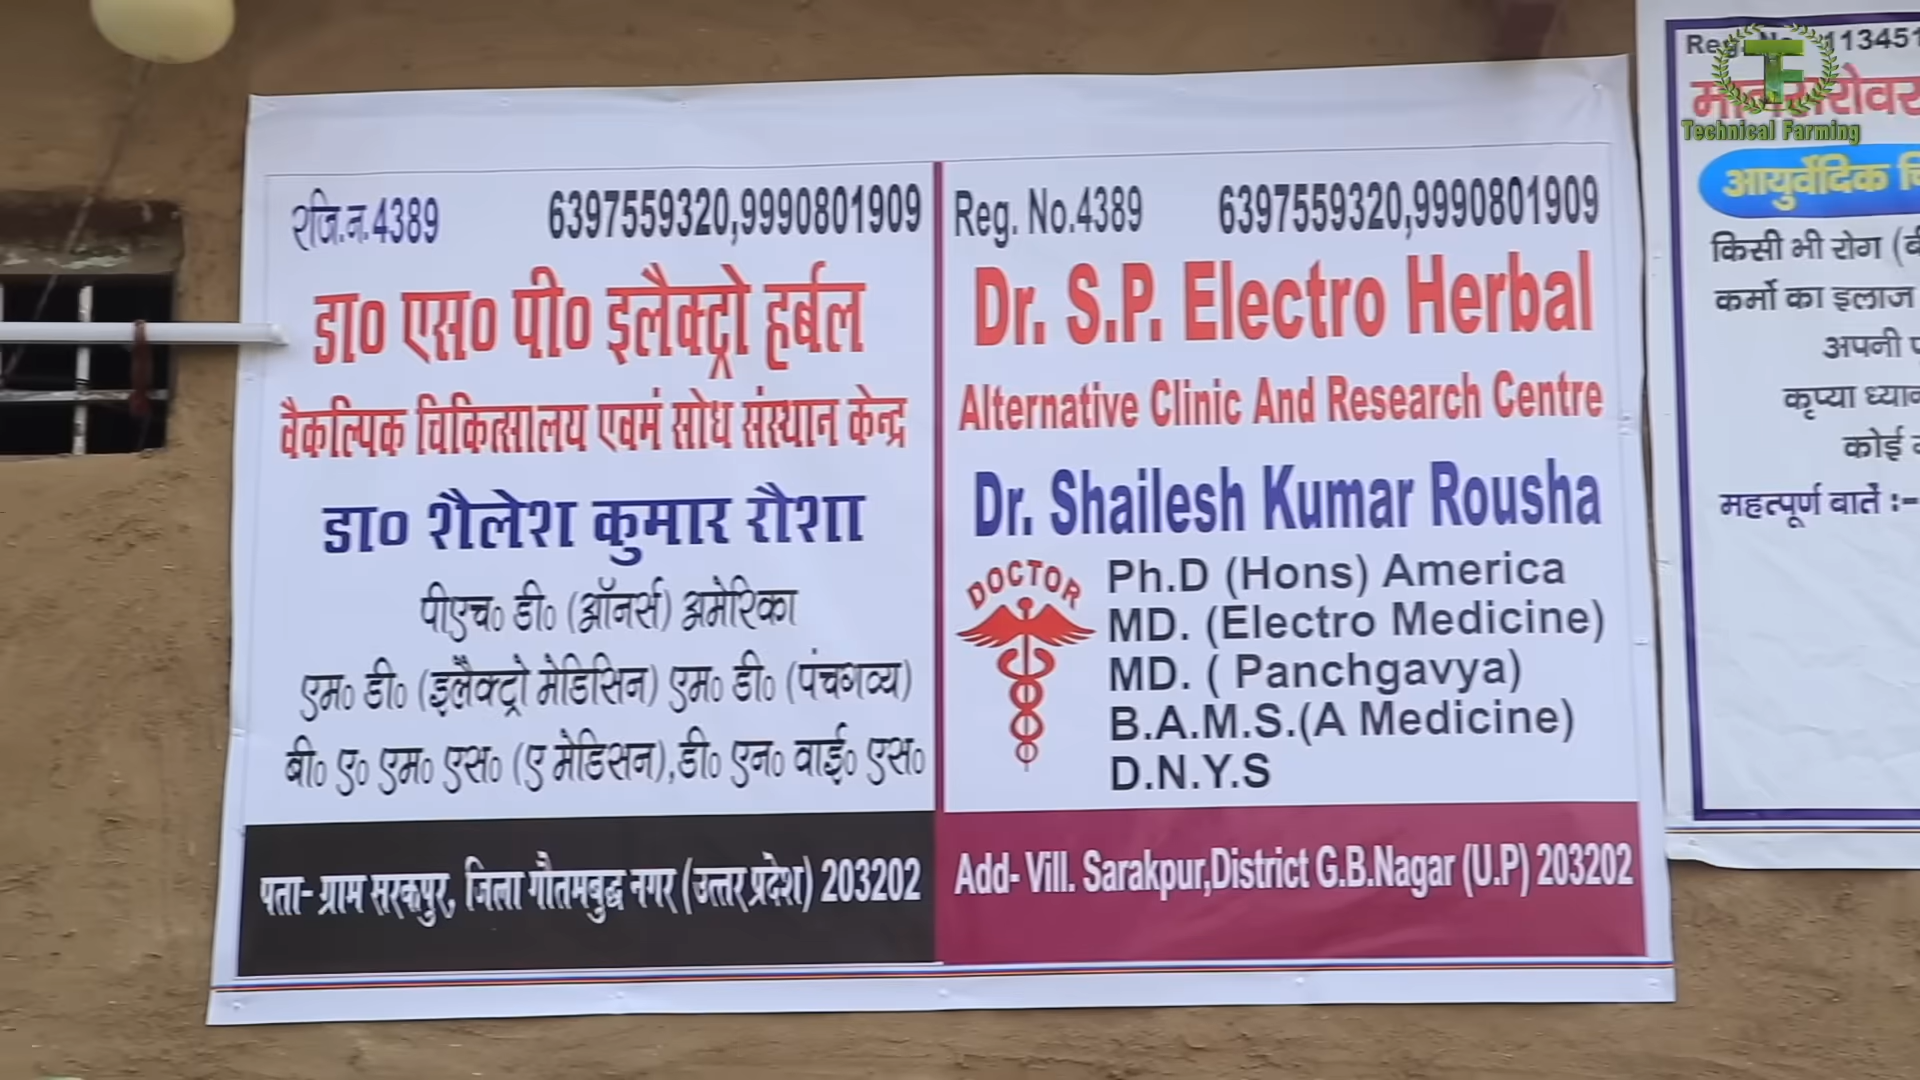 रजि.न.4389 6397559320,9990801909
डा० एस० पी० इलैक्ट्रो हर्बल
वैकल्पिक चिकित्सालय एवमं सोध संस्थान केन्द्र
डा० शैलेश कुमार रौशा
पीएच० डी० (ऑनर्स) अमेरिका
एम० डी० (इलैक्ट्रो मेडिसिन) एम० डी० (पंचगव्य)
बी० ए० एम० एस० (ए मेडिसन),डी० एन० वाई० एस०
पता- ग्राम सरकपुर, जिला गौतमबुद्ध नगर (उत्तर प्रदेश) 203202
Reg. No.4389 6397559320,9990801909
Dr. S.P. Electro Herbal
Alternative Clinic And Research Centre
Dr. Shailesh Kumar Rousha
DOCTOR
Ph.D (Hons) America
MD. (Electro Medicine)
MD. ( Panchgavya)
B.A.M.S.(A Medicine)
D.N.Y.S
Add- Vill. Sarakpur,District G.B.Nagar (U.P) 203202
TF
Technical Farming
आयुर्वेदिक
किसी भी रोग
कर्मो का इलाज
अपनी
कृप्या
कोई
महत्पूर्ण बातें :-